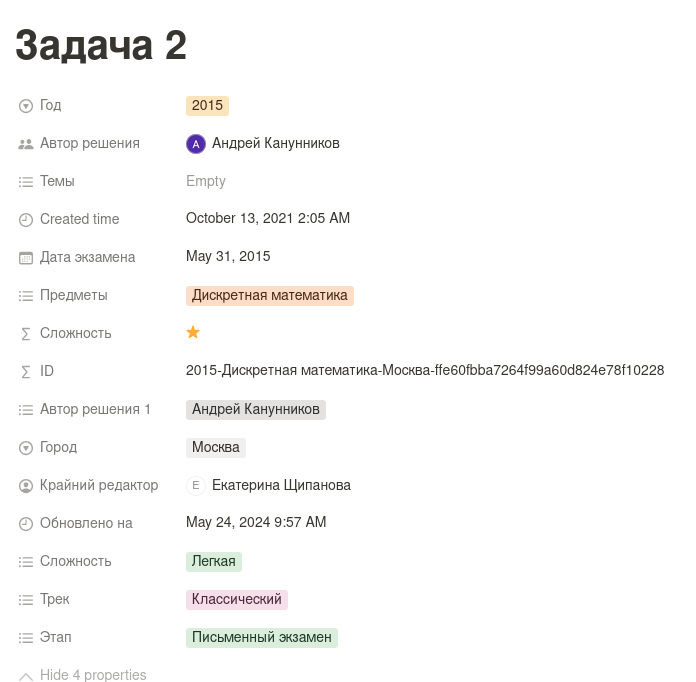 Задача 2
Год 2015
Автор решения A Андрей Канунников
Темы Empty
Created time October 13, 2021 2:05 AM
Дата экзамена May 31, 2015
Предметы Дискретная математика
Сложность
ID 2015-Дискретная математика-Москва-ffe60fbba7264f99a60d824e78f10228
Автор решения 1 Андрей Канунников
Город Москва
Крайний редактор E Екатерина Щипанова
Обновлено на May 24, 2024 9:57 AM
Сложность Легкая
Трек Классический
Этап Письменный экзамен
Hide 4 properties